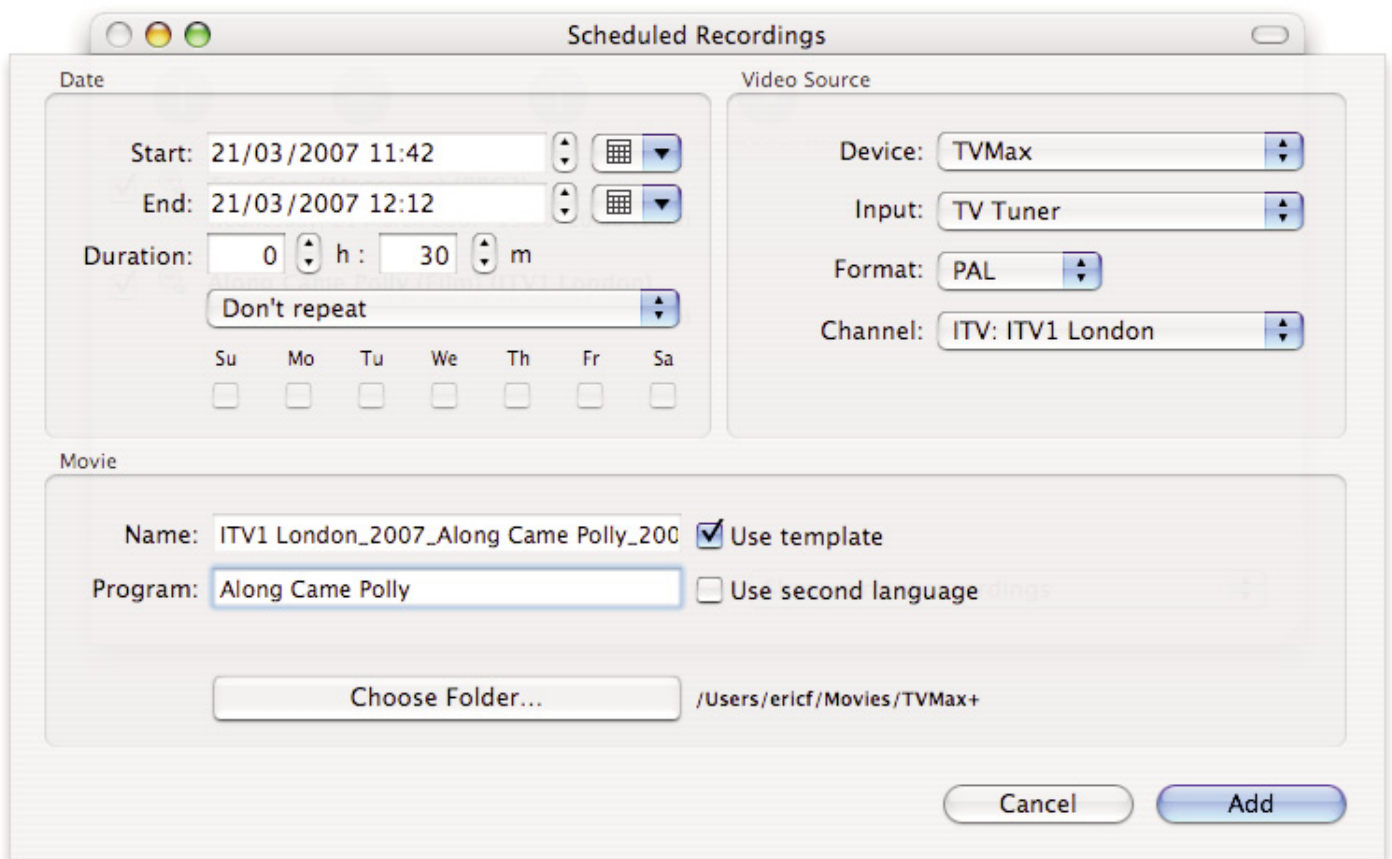 Scheduled Recordings
Date
Start: 21/03/2007 11:42
End: 21/03/2007 12:12
Duration: 0 h : 30 m
Don't repeat
Su Mo Tu We Th Fr Sa
Video Source
Device: TVMax
Input: TV Tuner
Format: PAL
Channel: ITV: ITV1 London
Movie
Name: ITV1 London_2007_Along Came Polly_200
Use template
Program: Along Came Polly
Use second language
Choose Folder...
/Users/ericf/Movies/TVMax+
Cancel
Add